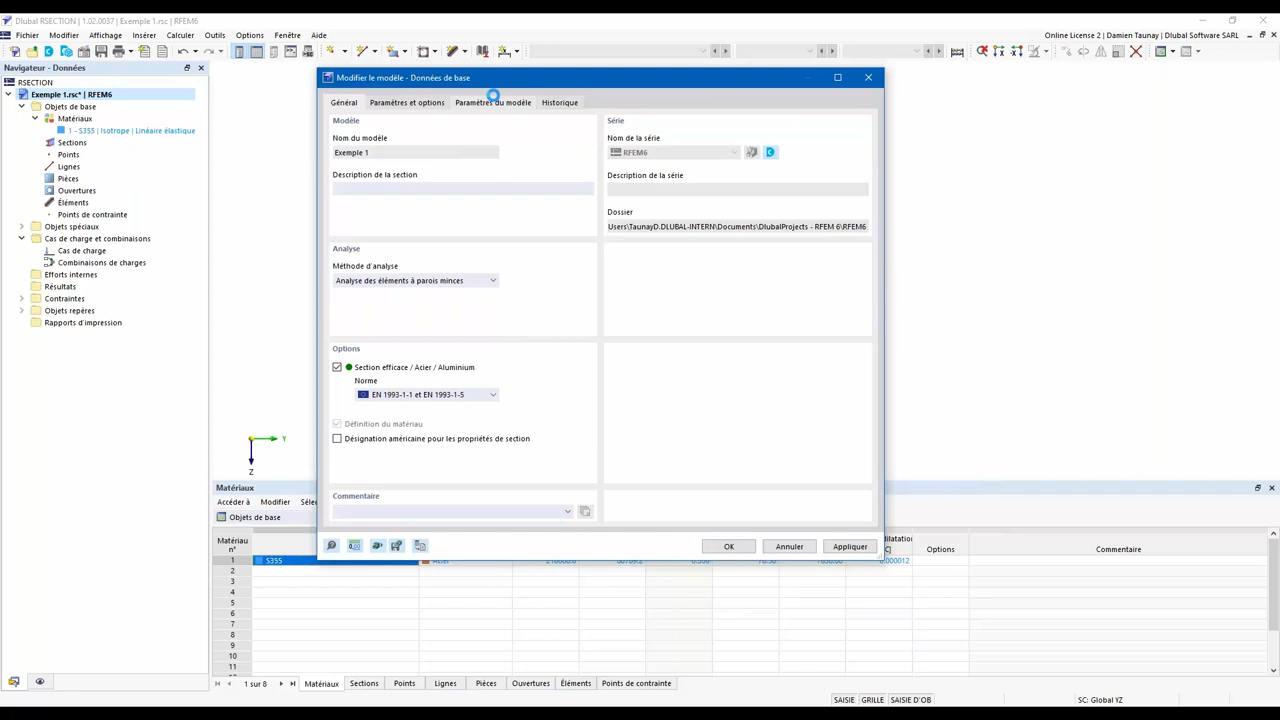 Dlubal RSECTION | 1.02.0037 | Exemple 1.rsc | RFEM6
Fichier Modifier Affichage Insérer Calculer Outils Options Fenêtre Aide
Online License 2 | Damien Taunay | Dlubal Software SARL
Navigateur - Données
RSECTION
Exemple 1.rsc* | RFEM6
Objets de base
Matériaux
1 - S355 | Isotrope | Linéaire élastique
Sections
Points
Lignes
Pièces
Ouvertures
Éléments
Points de contrainte
Objets spéciaux
Cas de charge et combinaisons
Cas de charge
Combinaisons de charges
Efforts internes
Résultats
Contraintes
Objets repères
Rapports d'impression
Modifier le modèle - Données de base
Général Paramètres et options Paramètres du modèle Historique
Modèle
Nom du modèle
Exemple 1
Description de la section
Série
Nom de la série
RFEM6
Description de la série
Dossier
Users\TaunayD.DLUBAL-INTERN\Documents\DlubalProjects - RFEM 6\RFEM6
Analyse
Méthode d'analyse
Analyse des éléments à parois minces
Options
Section efficace / Acier / Aluminium
Norme
EN 1993-1-1 et EN 1993-1-5
Définition du matériau
Désignation américaine pour les propriétés de section
Commentaire
OK Annuler Appliquer
Y
Z
Matériaux
Accéder à Modifier Séle
Objets de base
Matériau
n°
dilatation
C]
Options
Commentaire
1 S355 Acier 0.000012
2
3
4
5
6
7
8
9
10
11
1 sur 8 Matériaux Sections Points Lignes Pièces Ouvertures Éléments Points de contrainte
SAISIE GRILLE SAISIE D'OB
SC: Global YZ